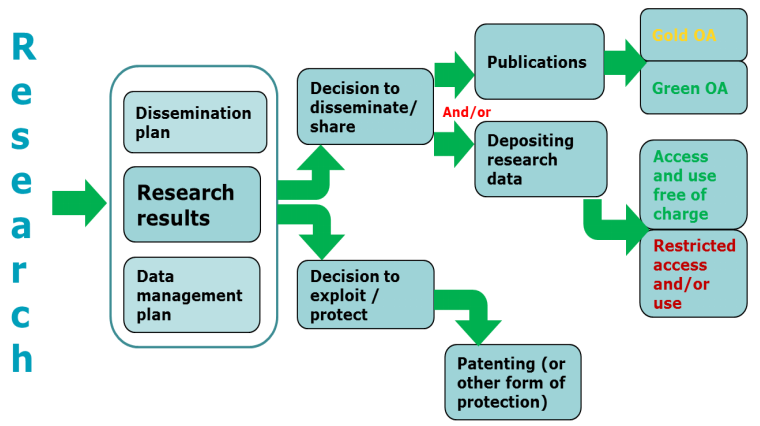 Research
Dissemination
plan
Research
results
Data
management
plan
Decision to
disseminate/
share
Decision to
exploit /
protect
Publications
And/or
Depositing
research
data
Patenting (or
other form of
protection)
Gold OA
Green OA
Access
and use
free of
charge
Restricted
access
and/or
use